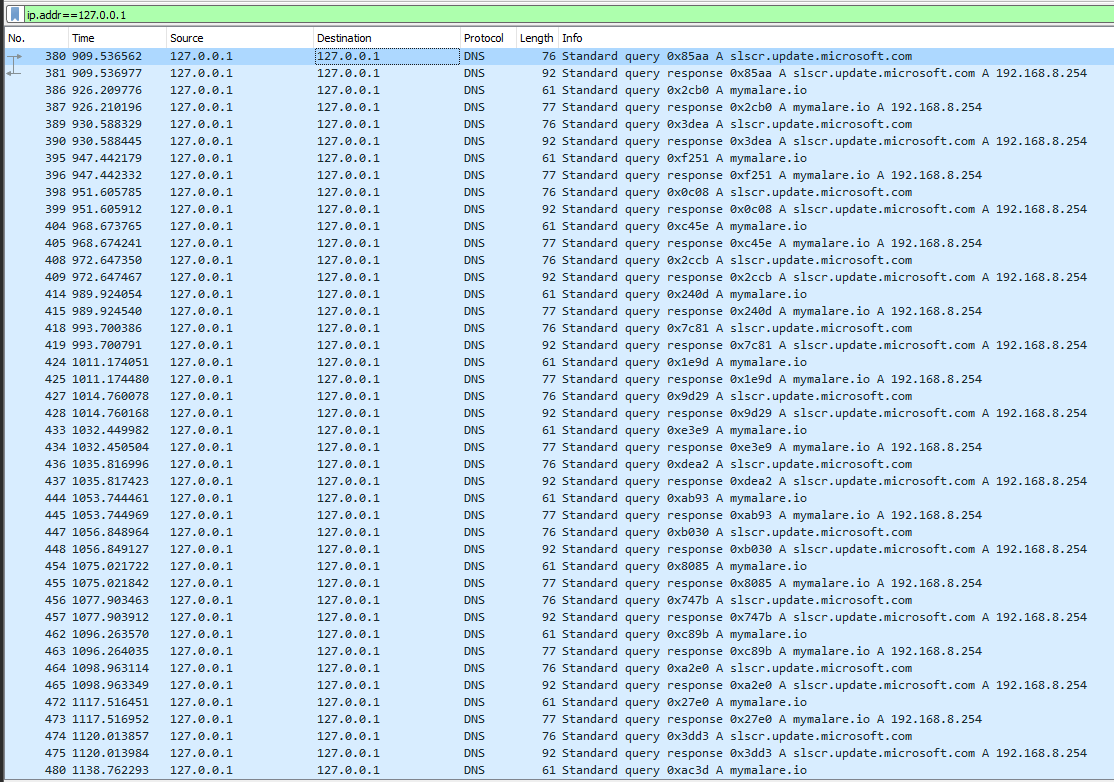 ip.addr==127.0.0.1
No. Time Source Destination Protocol Length Info
380 909.536562 127.0.0.1 127.0.0.1 DNS 76 Standard query 0x85aa A slscr.update.microsoft.com
381 909.536977 127.0.0.1 127.0.0.1 DNS 92 Standard query response 0x85aa A slscr.update.microsoft.com A 192.168.8.254
386 926.209776 127.0.0.1 127.0.0.1 DNS 61 Standard query 0x2cb0 A mymalare.io
387 926.210196 127.0.0.1 127.0.0.1 DNS 77 Standard query response 0x2cb0 A mymalare.io A 192.168.8.254
389 930.588329 127.0.0.1 127.0.0.1 DNS 76 Standard query 0x3dea A slscr.update.microsoft.com
390 930.588445 127.0.0.1 127.0.0.1 DNS 92 Standard query response 0x3dea A slscr.update.microsoft.com A 192.168.8.254
395 947.442179 127.0.0.1 127.0.0.1 DNS 61 Standard query 0xf251 A mymalare.io
396 947.442332 127.0.0.1 127.0.0.1 DNS 77 Standard query response 0xf251 A mymalare.io A 192.168.8.254
398 951.605785 127.0.0.1 127.0.0.1 DNS 76 Standard query 0x0c08 A slscr.update.microsoft.com
399 951.605912 127.0.0.1 127.0.0.1 DNS 92 Standard query response 0x0c08 A slscr.update.microsoft.com A 192.168.8.254
404 968.673765 127.0.0.1 127.0.0.1 DNS 61 Standard query 0xc45e A mymalare.io
405 968.674241 127.0.0.1 127.0.0.1 DNS 77 Standard query response 0xc45e A mymalare.io A 192.168.8.254
408 972.647350 127.0.0.1 127.0.0.1 DNS 76 Standard query 0x2ccb A slscr.update.microsoft.com
409 972.647467 127.0.0.1 127.0.0.1 DNS 92 Standard query response 0x2ccb A slscr.update.microsoft.com A 192.168.8.254
414 989.924054 127.0.0.1 127.0.0.1 DNS 61 Standard query 0x240d A mymalare.io
415 989.924540 127.0.0.1 127.0.0.1 DNS 77 Standard query response 0x240d A mymalare.io A 192.168.8.254
418 993.700386 127.0.0.1 127.0.0.1 DNS 76 Standard query 0x7c81 A slscr.update.microsoft.com
419 993.700791 127.0.0.1 127.0.0.1 DNS 92 Standard query response 0x7c81 A slscr.update.microsoft.com A 192.168.8.254
424 1011.174051 127.0.0.1 127.0.0.1 DNS 61 Standard query 0x1e9d A mymalare.io
425 1011.174480 127.0.0.1 127.0.0.1 DNS 77 Standard query response 0x1e9d A mymalare.io A 192.168.8.254
427 1014.760078 127.0.0.1 127.0.0.1 DNS 76 Standard query 0x9d29 A slscr.update.microsoft.com
428 1014.760168 127.0.0.1 127.0.0.1 DNS 92 Standard query response 0x9d29 A slscr.update.microsoft.com A 192.168.8.254
433 1032.449982 127.0.0.1 127.0.0.1 DNS 61 Standard query 0xe3e9 A mymalare.io
434 1032.450504 127.0.0.1 127.0.0.1 DNS 77 Standard query response 0xe3e9 A mymalare.io A 192.168.8.254
436 1035.816996 127.0.0.1 127.0.0.1 DNS 76 Standard query 0xdea2 A slscr.update.microsoft.com
437 1035.817423 127.0.0.1 127.0.0.1 DNS 92 Standard query response 0xdea2 A slscr.update.microsoft.com A 192.168.8.254
444 1053.744461 127.0.0.1 127.0.0.1 DNS 61 Standard query 0xab93 A mymalare.io
445 1053.744969 127.0.0.1 127.0.0.1 DNS 77 Standard query response 0xab93 A mymalare.io A 192.168.8.254
447 1056.848964 127.0.0.1 127.0.0.1 DNS 76 Standard query 0xb030 A slscr.update.microsoft.com
448 1056.849127 127.0.0.1 127.0.0.1 DNS 92 Standard query response 0xb030 A slscr.update.microsoft.com A 192.168.8.254
454 1075.021722 127.0.0.1 127.0.0.1 DNS 61 Standard query 0x8085 A mymalare.io
455 1075.021842 127.0.0.1 127.0.0.1 DNS 77 Standard query response 0x8085 A mymalare.io A 192.168.8.254
456 1077.903463 127.0.0.1 127.0.0.1 DNS 76 Standard query 0x747b A slscr.update.microsoft.com
457 1077.903912 127.0.0.1 127.0.0.1 DNS 92 Standard query response 0x747b A slscr.update.microsoft.com A 192.168.8.254
462 1096.263570 127.0.0.1 127.0.0.1 DNS 61 Standard query 0xc89b A mymalare.io
463 1096.264035 127.0.0.1 127.0.0.1 DNS 77 Standard query response 0xc89b A mymalare.io A 192.168.8.254
464 1098.963114 127.0.0.1 127.0.0.1 DNS 76 Standard query 0xa2e0 A slscr.update.microsoft.com
465 1098.963349 127.0.0.1 127.0.0.1 DNS 92 Standard query response 0xa2e0 A slscr.update.microsoft.com A 192.168.8.254
472 1117.516451 127.0.0.1 127.0.0.1 DNS 61 Standard query 0x27e0 A mymalare.io
473 1117.516952 127.0.0.1 127.0.0.1 DNS 77 Standard query response 0x27e0 A mymalare.io A 192.168.8.254
474 1120.013857 127.0.0.1 127.0.0.1 DNS 76 Standard query 0x3dd3 A slscr.update.microsoft.com
475 1120.013984 127.0.0.1 127.0.0.1 DNS 92 Standard query response 0x3dd3 A slscr.update.microsoft.com A 192.168.8.254
480 1138.762293 127.0.0.1 127.0.0.1 DNS 61 Standard query 0xac3d A mymalare.io